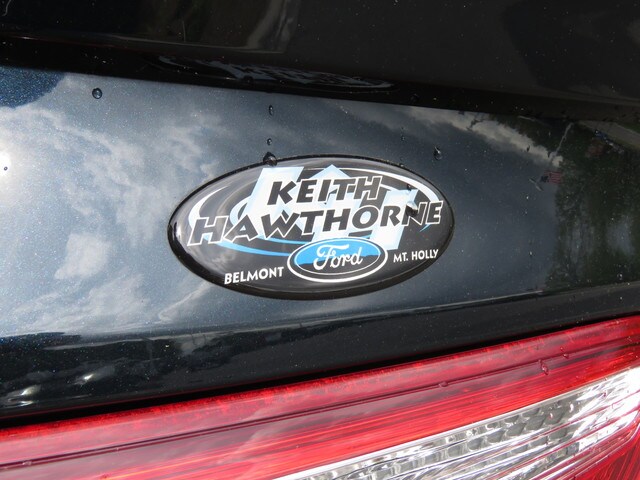 KEITH
HAWTHORNE
Ford
BELMONT
MT. HOLLY